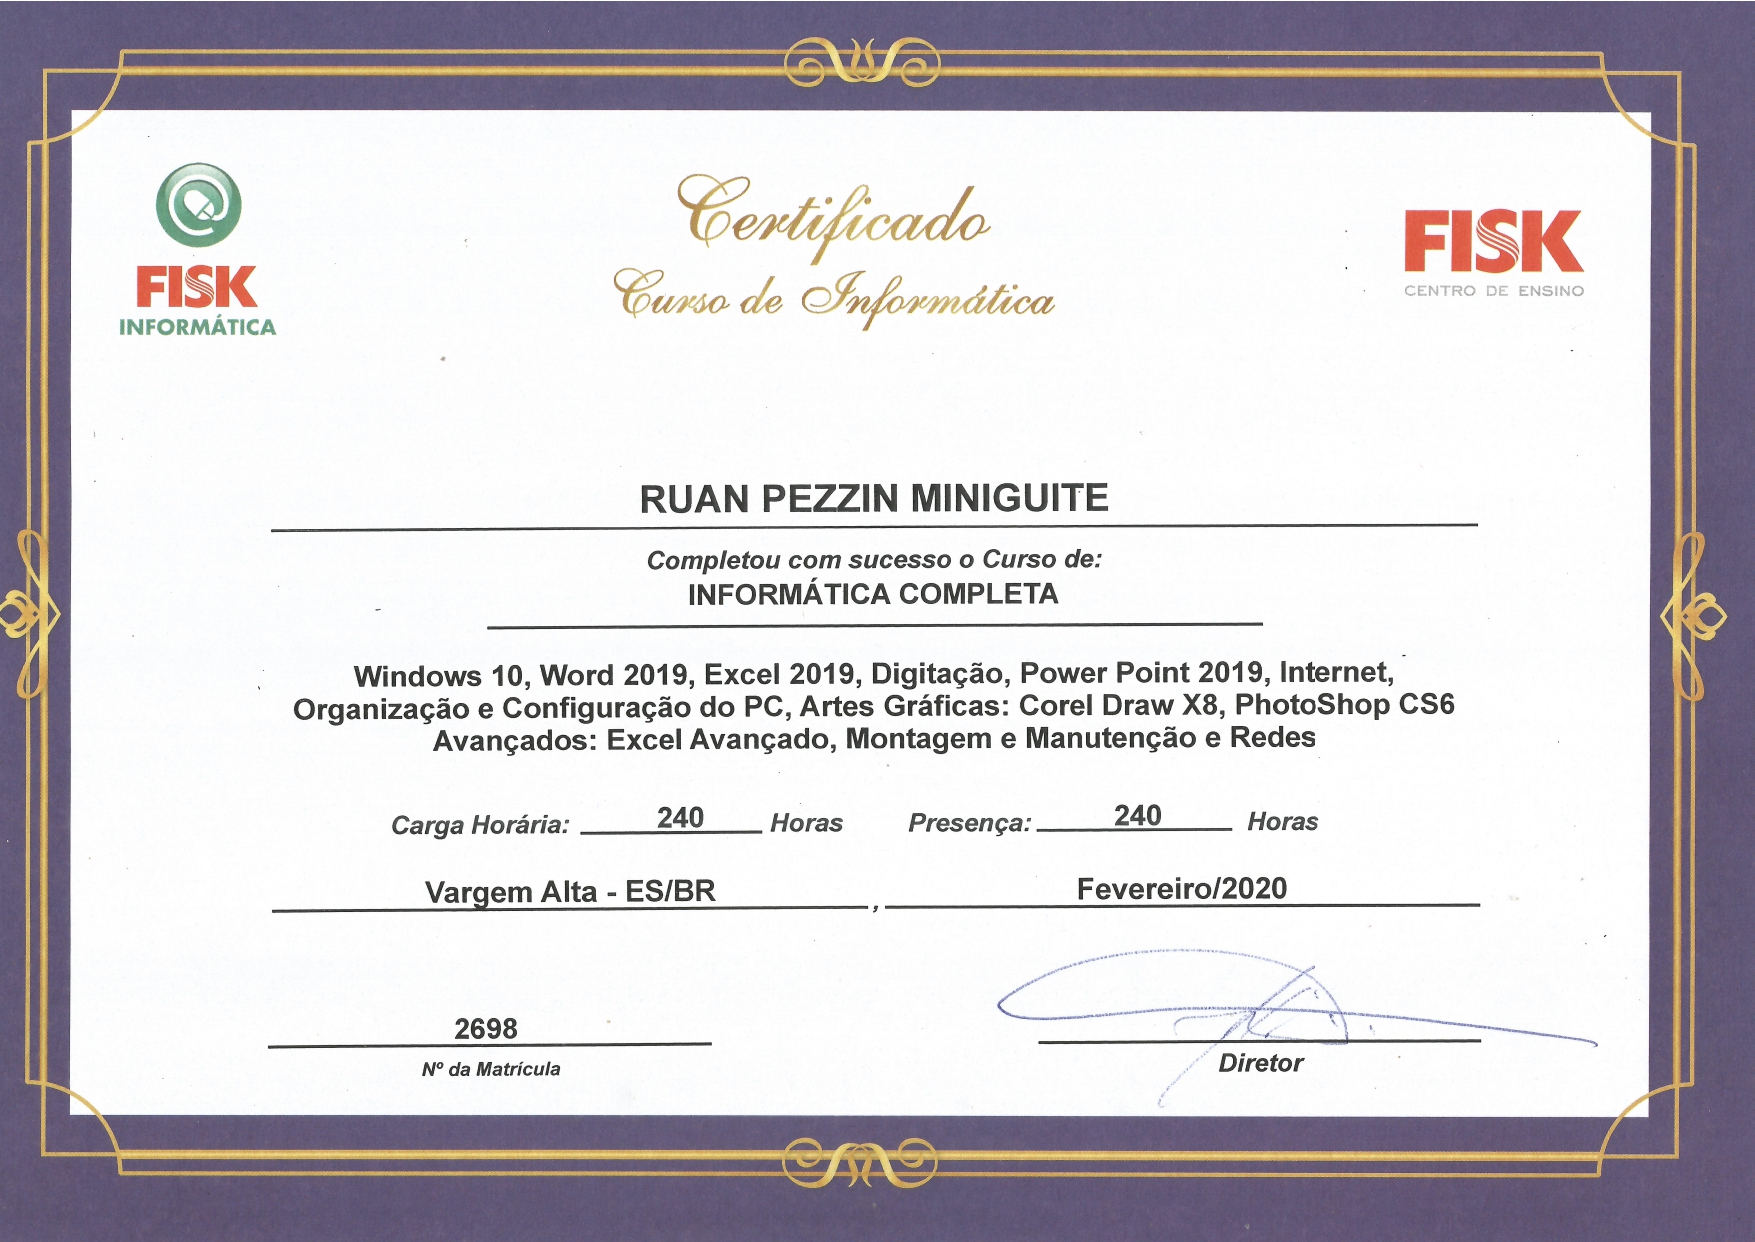 FISK
INFORMÁTICA
Certificado
Curso de Informática
FISK
CENTRO DE ENSINO
RUAN PEZZIN MINIGUITE
Completou com sucesso o Curso de:
INFORMÁTICA COMPLETA
Windows 10, Word 2019, Excel 2019, Digitação, Power Point 2019, Internet,
Organização e Configuração do PC, Artes Gráficas: Corel Draw X8, PhotoShop CS6
Avançados: Excel Avançado, Montagem e Manutenção e Redes
Carga Horária: 240 Horas Presença: 240 Horas
Vargem Alta - ES/BR , Fevereiro/2020
2698
Nº da Matrícula
Diretor